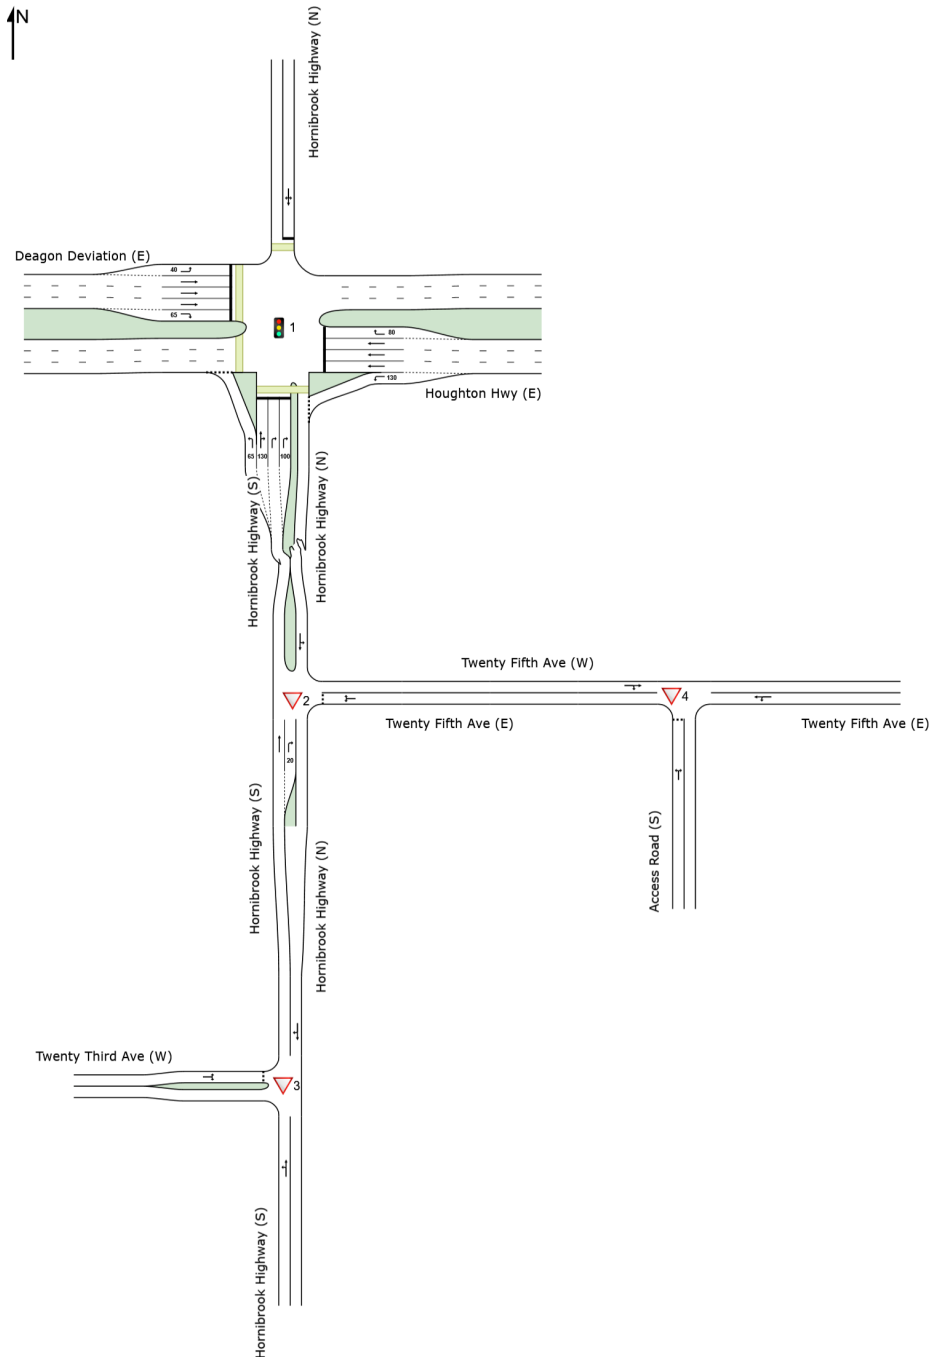 N
Hornibrook Highway (N)
Deagon Deviation (E)
40
65
1
80
130
Houghton Hwy (E)
65
130
100
Hornibrook Highway (S)
Hornibrook Highway (N)
Twenty Fifth Ave (W)
2
4
Twenty Fifth Ave (E)
Twenty Fifth Ave (E)
20
Hornibrook Highway (S)
Hornibrook Highway (N)
Access Road (S)
Twenty Third Ave (W)
3
Hornibrook Highway (S)